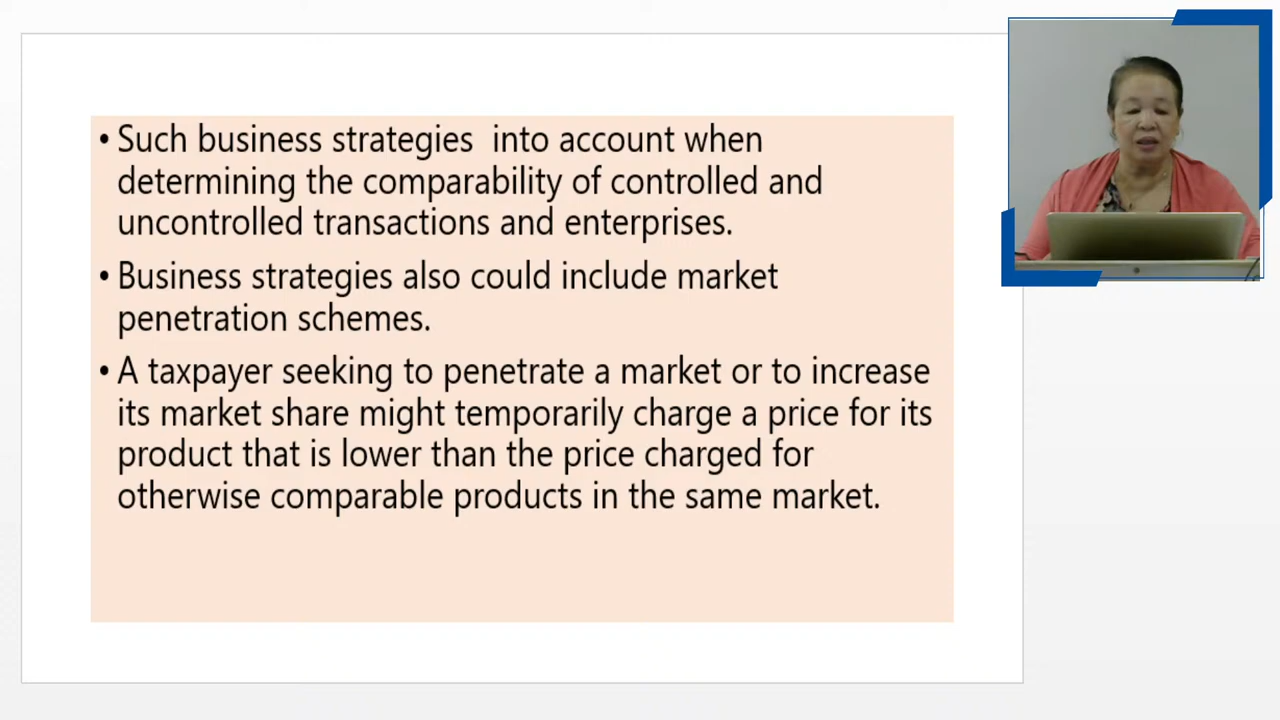 • Such business strategies  into account when
determining the comparability of controlled and
uncontrolled transactions and enterprises.
• Business strategies also could include market
penetration schemes.
• A taxpayer seeking to penetrate a market or to increase
its market share might temporarily charge a price for its
product that is lower than the price charged for
otherwise comparable products in the same market.